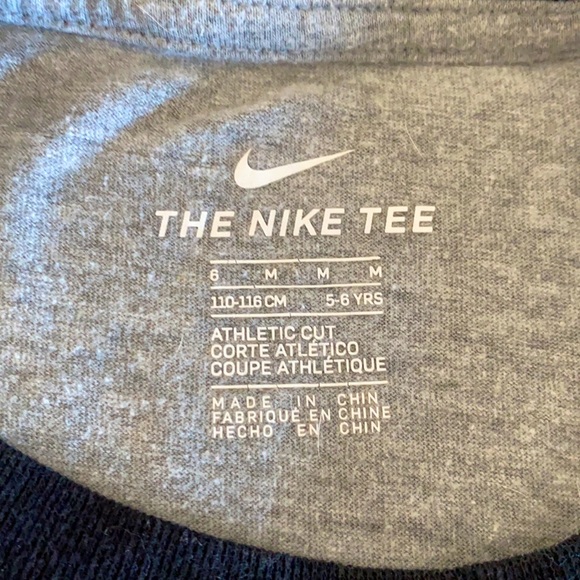 THE NIKE TEE
6 M M M
110-116 CM 5-6 YRS
ATHLETIC CUT
CORTE ATLÉTICO
COUPE ATHLÉTIQUE
MADE IN CHIN
FABRIQUÉ EN CHINE
HECHO EN CHIN